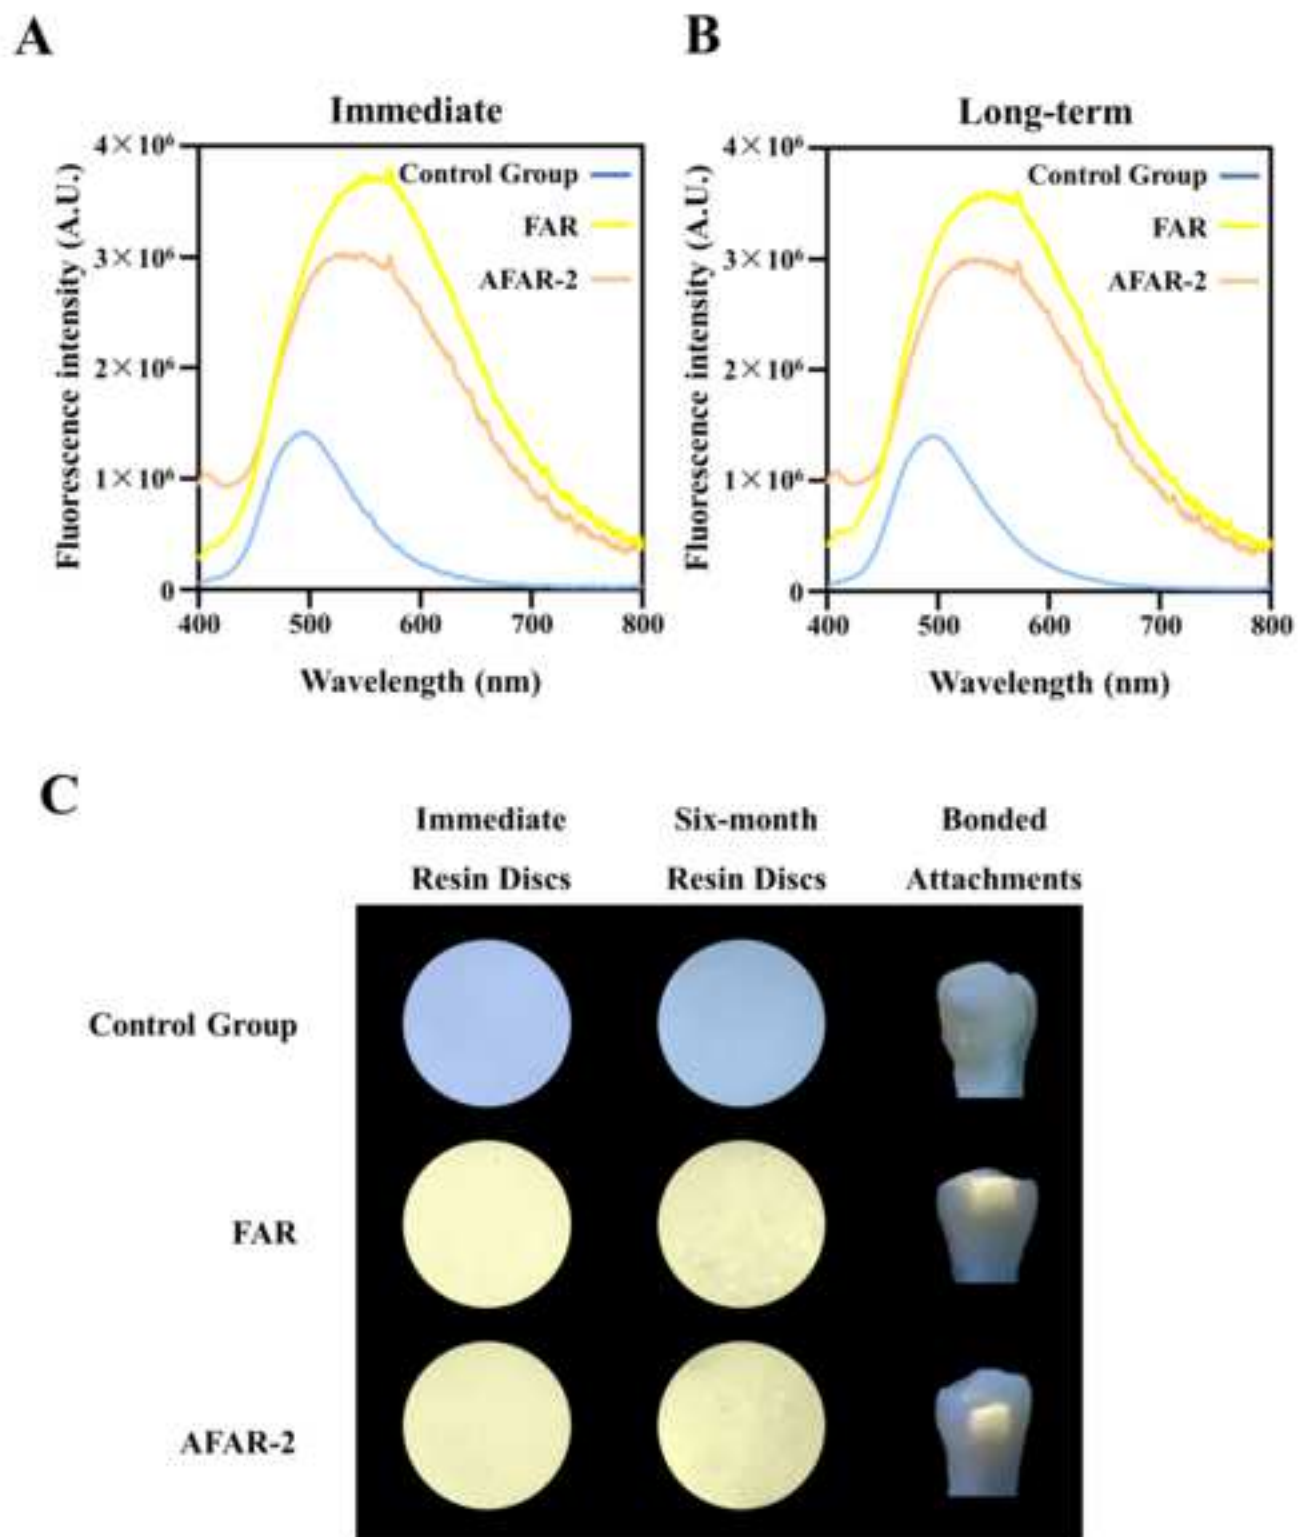 A
B
Immediate
Long-term
Fluorescence intensity (A.U.)
4×10⁶
3×10⁶
2×10⁶
1×10⁶
0
Control Group
FAR
AFAR-2
400 500 600 700 800
Wavelength (nm)
Fluorescence intensity (A.U.)
4×10⁶
3×10⁶
2×10⁶
1×10⁶
0
Control Group
FAR
AFAR-2
400 500 600 700 800
Wavelength (nm)
C
Immediate Six-month Bonded
Resin Discs Resin Discs Attachments
Control Group
FAR
AFAR-2